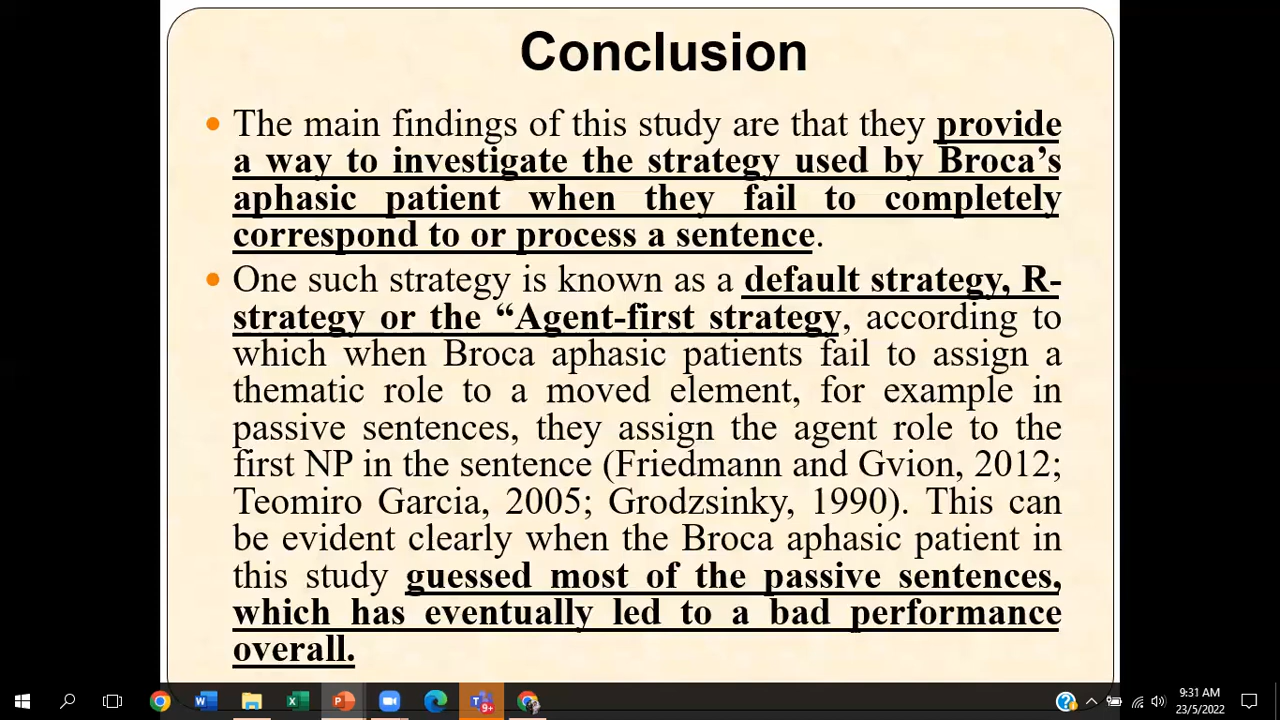 Conclusion
The main findings of this study are that they provide
a way to investigate the strategy used by Broca’s
aphasic patient when they fail to completely
correspond to or process a sentence.
One such strategy is known as a default strategy, R-
strategy or the “Agent-first strategy, according to
which when Broca aphasic patients fail to assign a
thematic role to a moved element, for example in
passive sentences, they assign the agent role to the
first NP in the sentence (Friedmann and Gvion, 2012;
Teomiro Garcia, 2005; Grodzsinky, 1990). This can
be evident clearly when the Broca aphasic patient in
this study guessed most of the passive sentences,
which has eventually led to a bad performance
overall.
9+
9:31 AM
23/5/2022